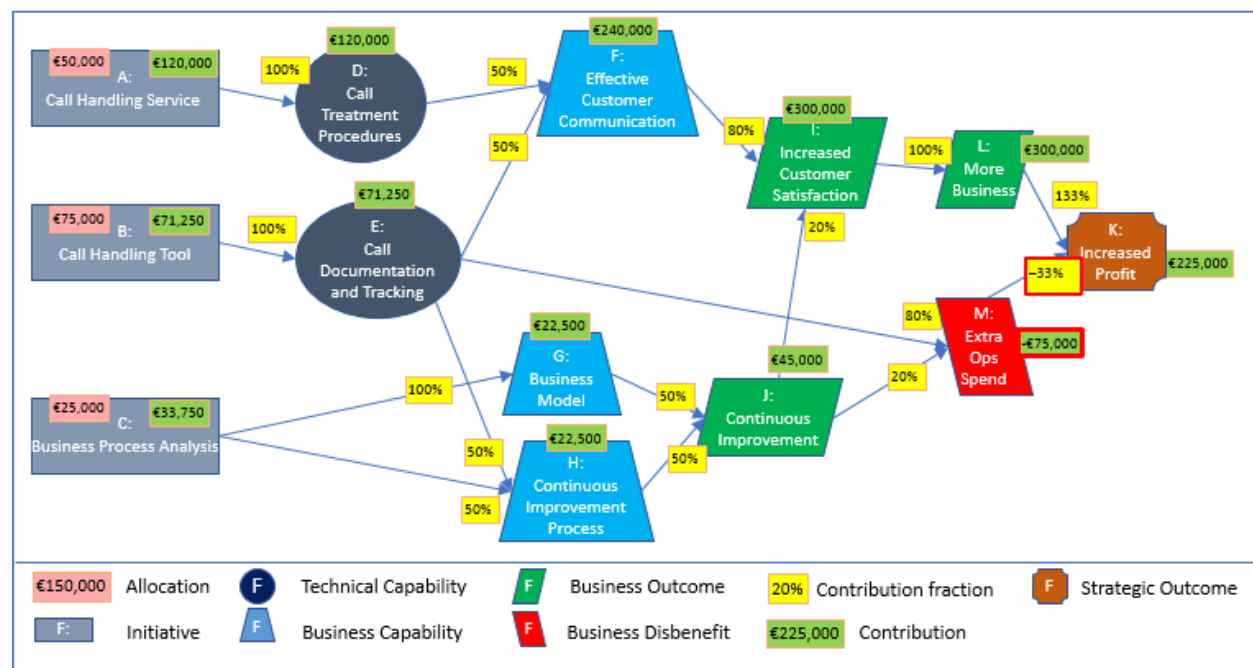 €50,000
€120,000
A:
Call Handling Service
100%
€120,000
D:
Call
Treatment
Procedures
50%
€240,000
F:
Effective
Customer
Communication
50%
80%
€300,000
I:
Increased
Customer
Satisfaction
100%
L:
More
Business
€300,000
133%
€75,000
€71,250
B:
Call Handling Tool
100%
€71,250
E:
Call
Documentation
and Tracking
20%
K:
Increased
Profit
€225,000
–33%
80%
M:
Extra
Ops
Spend
-€75,000
€25,000
€33,750
C:
Business Process Analysis
100%
€22,500
G:
Business
Model
50%
€45,000
J:
Continuous
Improvement
20%
50%
50%
€22,500
H:
Continuous
Improvement
Process
50%
€150,000 Allocation
F Technical Capability
F Business Outcome
20% Contribution fraction
F Strategic Outcome
F: Initiative
F Business Capability
F Business Disbenefit
€225,000 Contribution